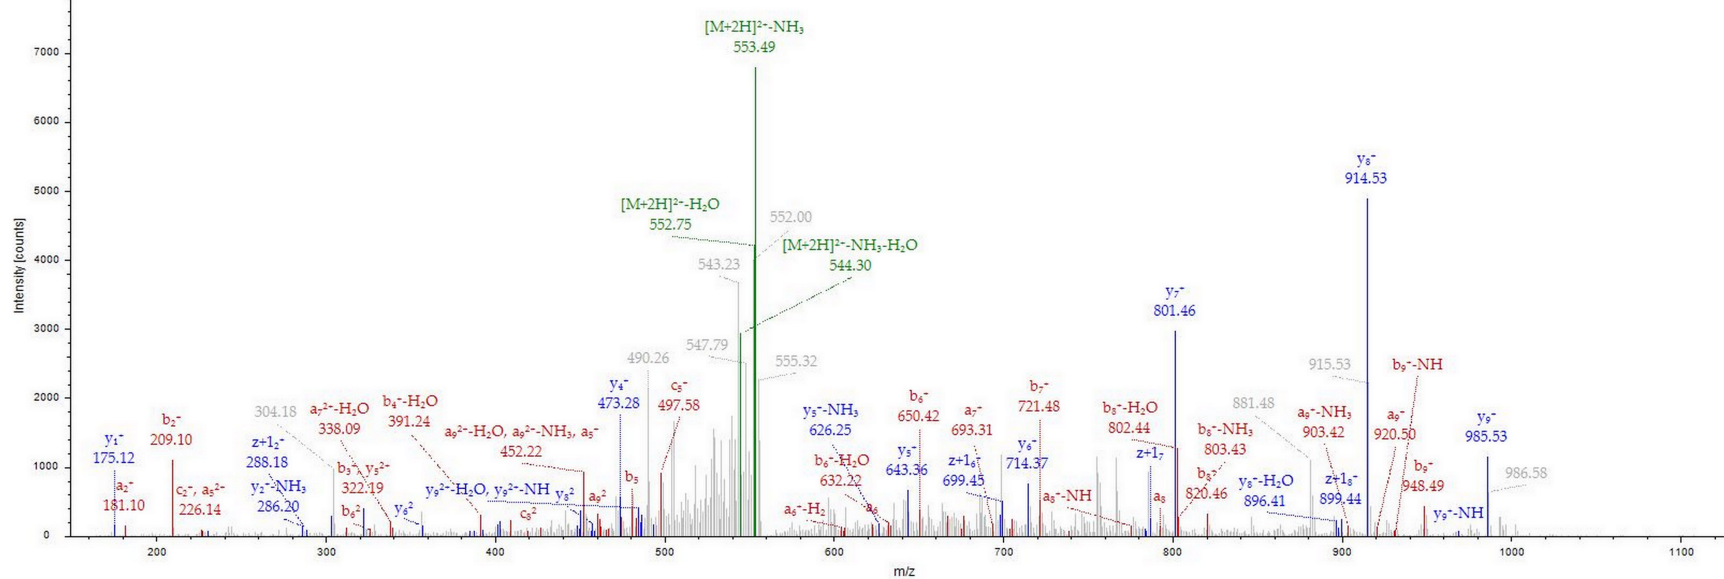 [M+2H]²⁺-NH₃
553.49
7000
6000
y₈⁺
914.53
5000
[M+2H]²⁺-H₂O
552.75
552.00
[M+2H]²⁺-NH₃-H₂O
544.30
4000
543.23
Intensity [counts]
y₇⁺
801.46
3000
547.79
555.32
490.26
915.53
b₉⁺-NH
2000
y₄⁺
473.28
c₅⁺
497.58
b₇⁺
721.48
b₆⁺
650.42
304.18
a₇²⁺-H₂O
338.09
b₄⁺-H₂O
391.24
b₂⁺
209.10
y₅⁺-NH₃
626.25
a₇⁺
693.31
b₈⁺-H₂O
802.44
881.48
a₉⁺-NH₃
903.42
a₉⁺
920.50
y₉⁺
985.53
y₁⁺
175.12
z+1₂⁺
288.18
a₉²⁺-H₂O, a₉²⁺-NH₃, a₅⁺
452.22
y₅⁺
643.36
y₆⁺
714.37
z+1₇
b₈⁺-NH₃
803.43
986.58
1000
a₂⁺
181.10
c₂⁺, a₅²⁺
226.14
y₂⁺-NH₃
286.20
b₃⁺, y₅²⁺
322.19
y₉²⁺-H₂O, y₉²⁺-NH
y₈²
b₅
b₆⁺-H₂O
632.22
z+1₆⁺
699.45
b₈⁺
820.46
y₈⁺-H₂O
896.41
z+1₈⁺
899.44
b₉⁺
948.49
b₆²
y₆²
c₈²
a₉²
a₆⁺-H₂
a₆
a₈⁺-NH
a₈
y₉⁺-NH
0
200
300
400
500
600
700
800
900
1000
1100
m/z